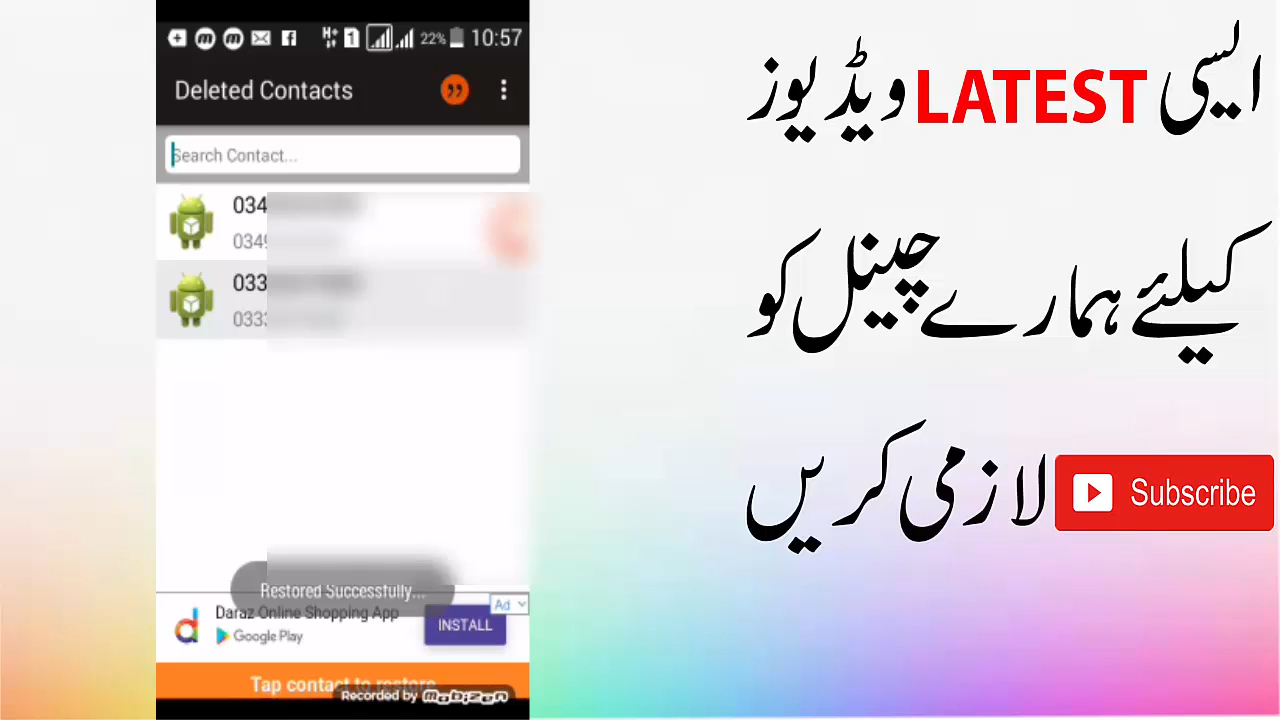 22% 10:57
Deleted Contacts
Search Contact...
034
034
033
033
Restored Successfully...
Ad
Daraz Online Shopping App
Google Play
INSTALL
Tap contact to restore
Recorded by mobizen
ایسی LATEST ویڈیوز
کیلئے ہمارے چینل کو
Subscribe لازمی کریں